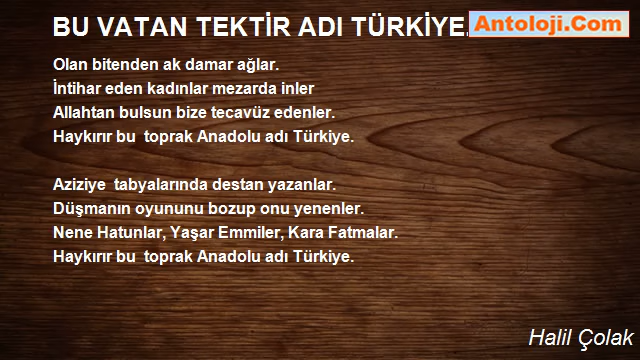 BU VATAN TEKTİR ADI TÜRKİYE.
Antoloji.Com
Olan bitenden ak damar ağlar.
İntihar eden kadınlar mezarda inler
Allahtan bulsun bize tecavüz edenler.
Haykırır bu  toprak Anadolu adı Türkiye.

Aziziye  tabyalarında destan yazanlar.
Düşmanın oyununu bozup onu yenenler.
Nene Hatunlar, Yaşar Emmiler, Kara Fatmalar.
Haykırır bu  toprak Anadolu adı Türkiye.
Halil Çolak